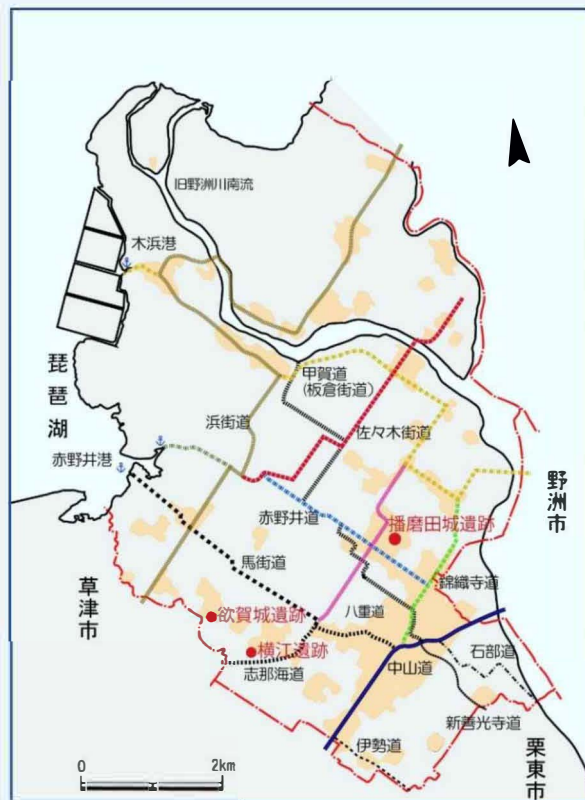 旧野洲川南流
木浜港
琵琶湖
甲賀道
(板倉街道)
浜街道
佐々木街道
赤野井港
野洲市
赤野井道
播磨田城遺跡
馬街道
錦織寺道
草津市
欲賀城遺跡
八重道
横江遺跡
石部道
中山道
志那海道
新善光寺道
伊勢道
栗東市
0 2km